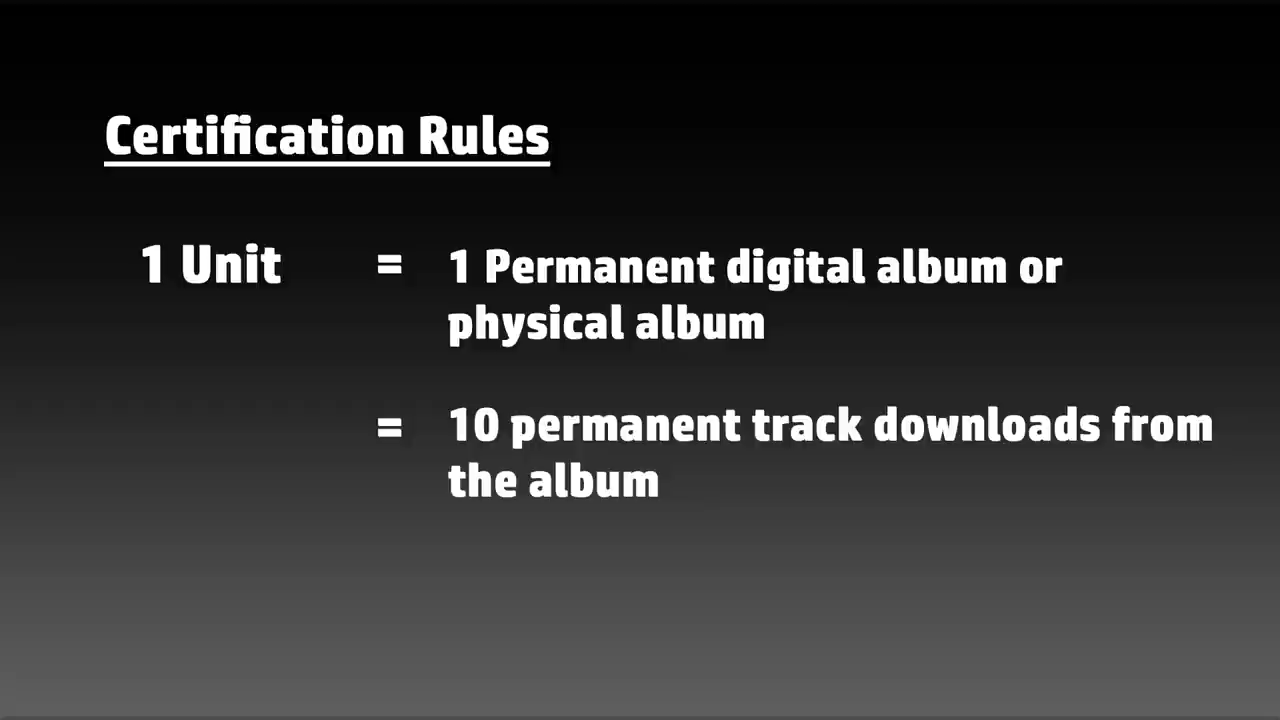 Certification Rules
1 Unit = 1 Permanent digital album or
physical album
= 10 permanent track downloads from
the album